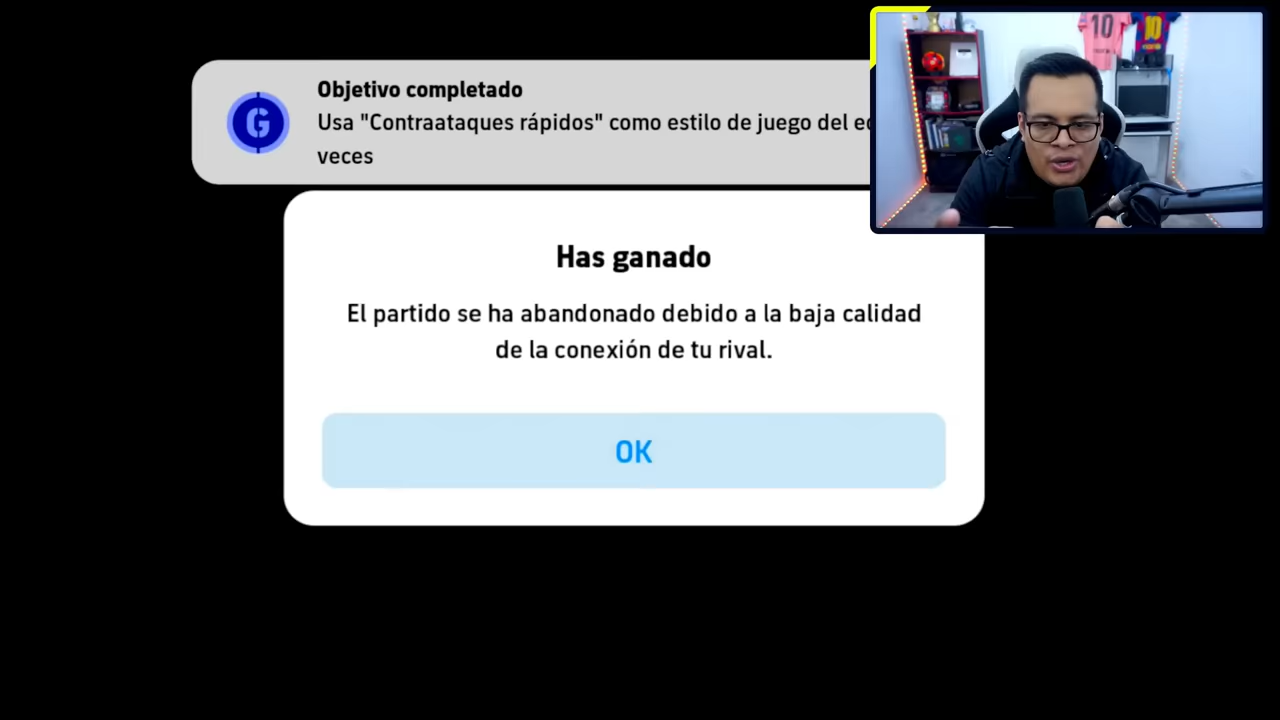 Objetivo completado
G
Usa "Contraataques rápidos" como estilo de juego del
veces
10
10
Has ganado
El partido se ha abandonado debido a la baja calidad
de la conexión de tu rival.
OK